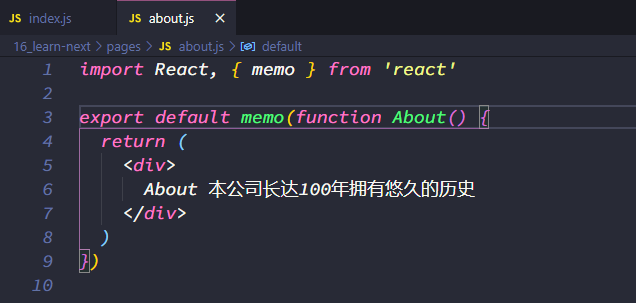 JS index.js JS about.js ×
16_learn-next > pages > JS about.js > default
1 import React, { memo } from 'react'
2
3 export default memo(function About() {
4 return (
5 <div>
6 About 本公司长达100年拥有悠久的历史
7 </div>
8 )
9 })
10